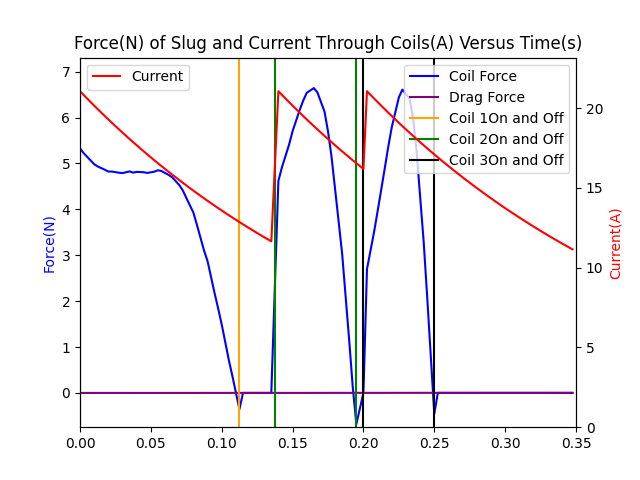 Force(N) of Slug and Current Through Coils(A) Versus Time(s)
Current
Coil Force
Drag Force
Coil 1On and Off
Coil 2On and Off
Coil 3On and Off
Force(N)
7
6
5
4
3
2
1
0
Current(A)
20
15
10
5
0
0.00 0.05 0.10 0.15 0.20 0.25 0.30 0.35